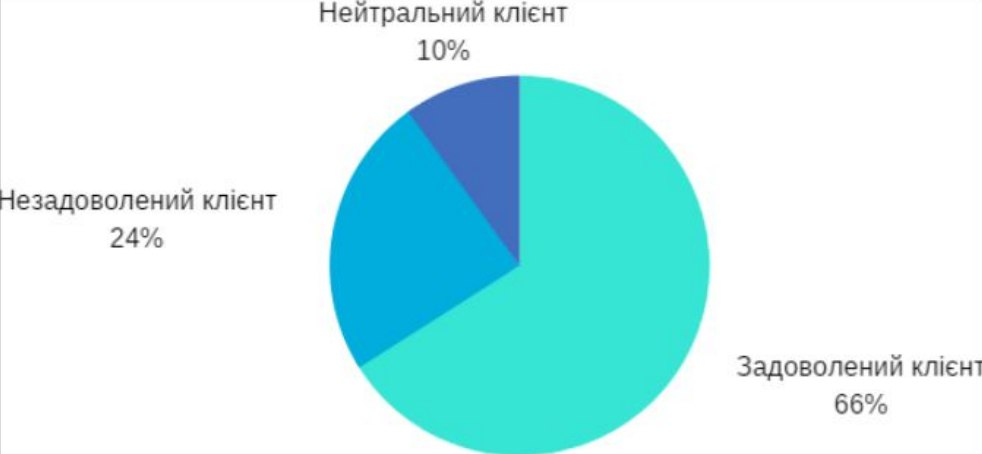 Нейтральний клієнт
10%
Незадоволений клієнт
24%
Задоволений клієнт
66%